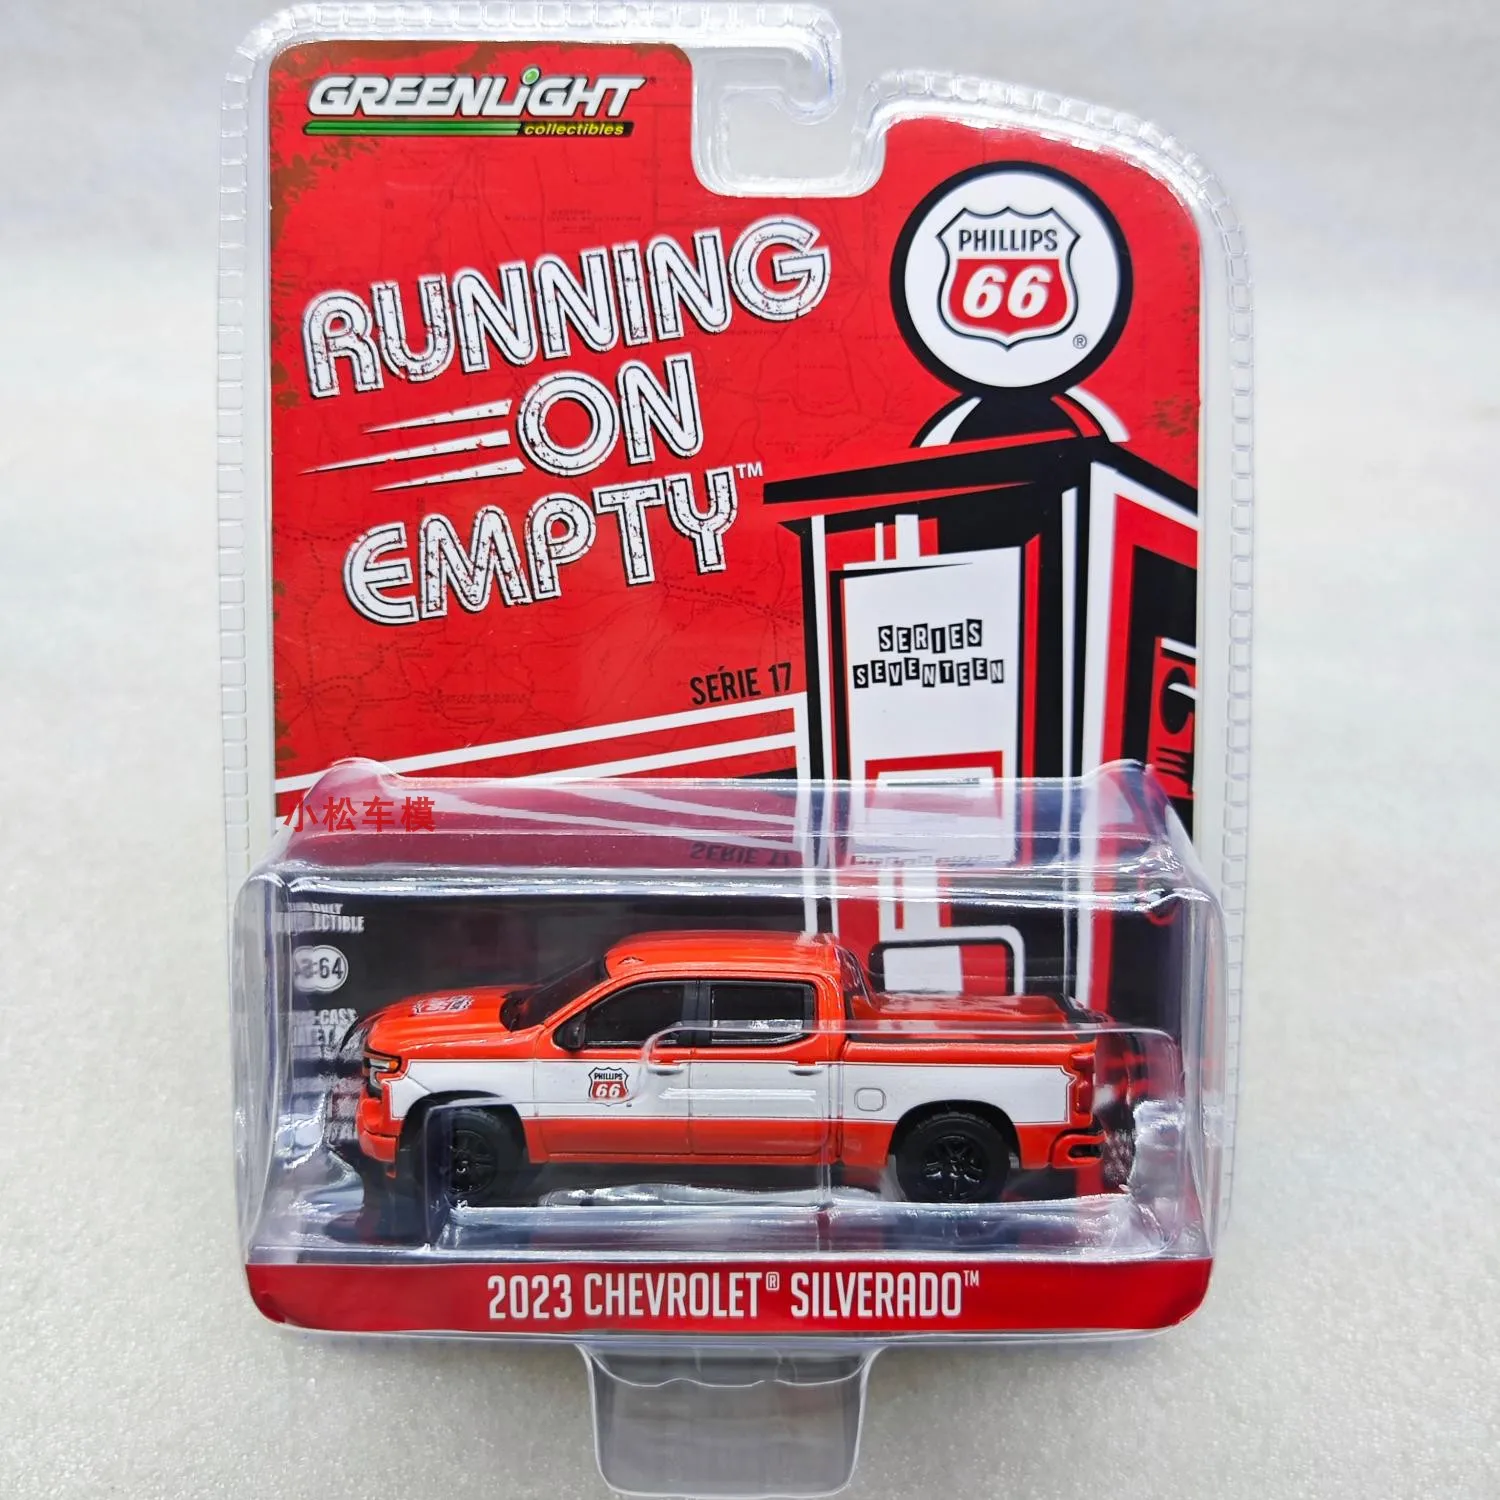 GREENLIGHT
collectibles
RUNNING
ON
EMPTY™
PHILLIPS
66
®
SERIES
SEVENTEEN
SÉRIE 17
小松车模
64
PHILLIPS
66
2023 CHEVROLET® SILVERADO™